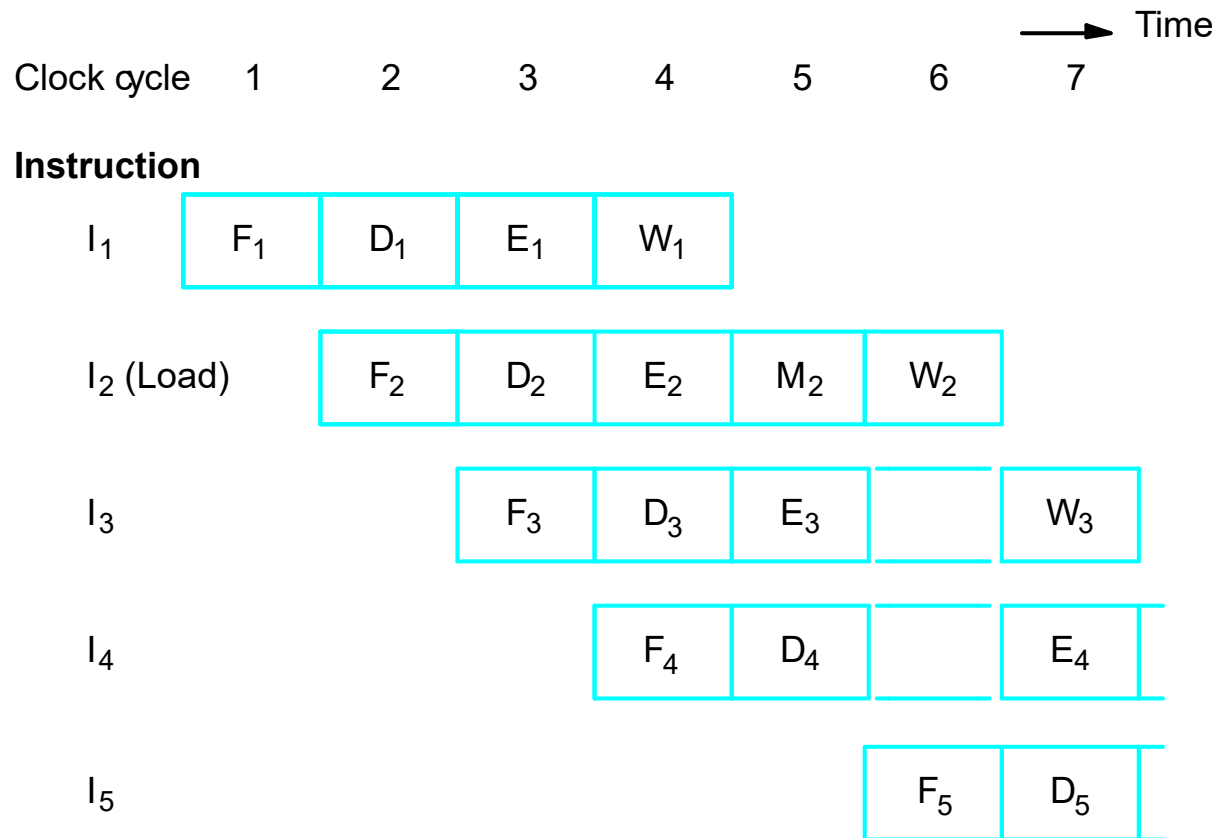 Time
Clock cycle 1 2 3 4 5 6 7
Instruction
I1 F1 D1 E1 W1
I2 (Load) F2 D2 E2 M2 W2
I3 F3 D3 E3 W3
I4 F4 D4 E4
I5 F5 D5